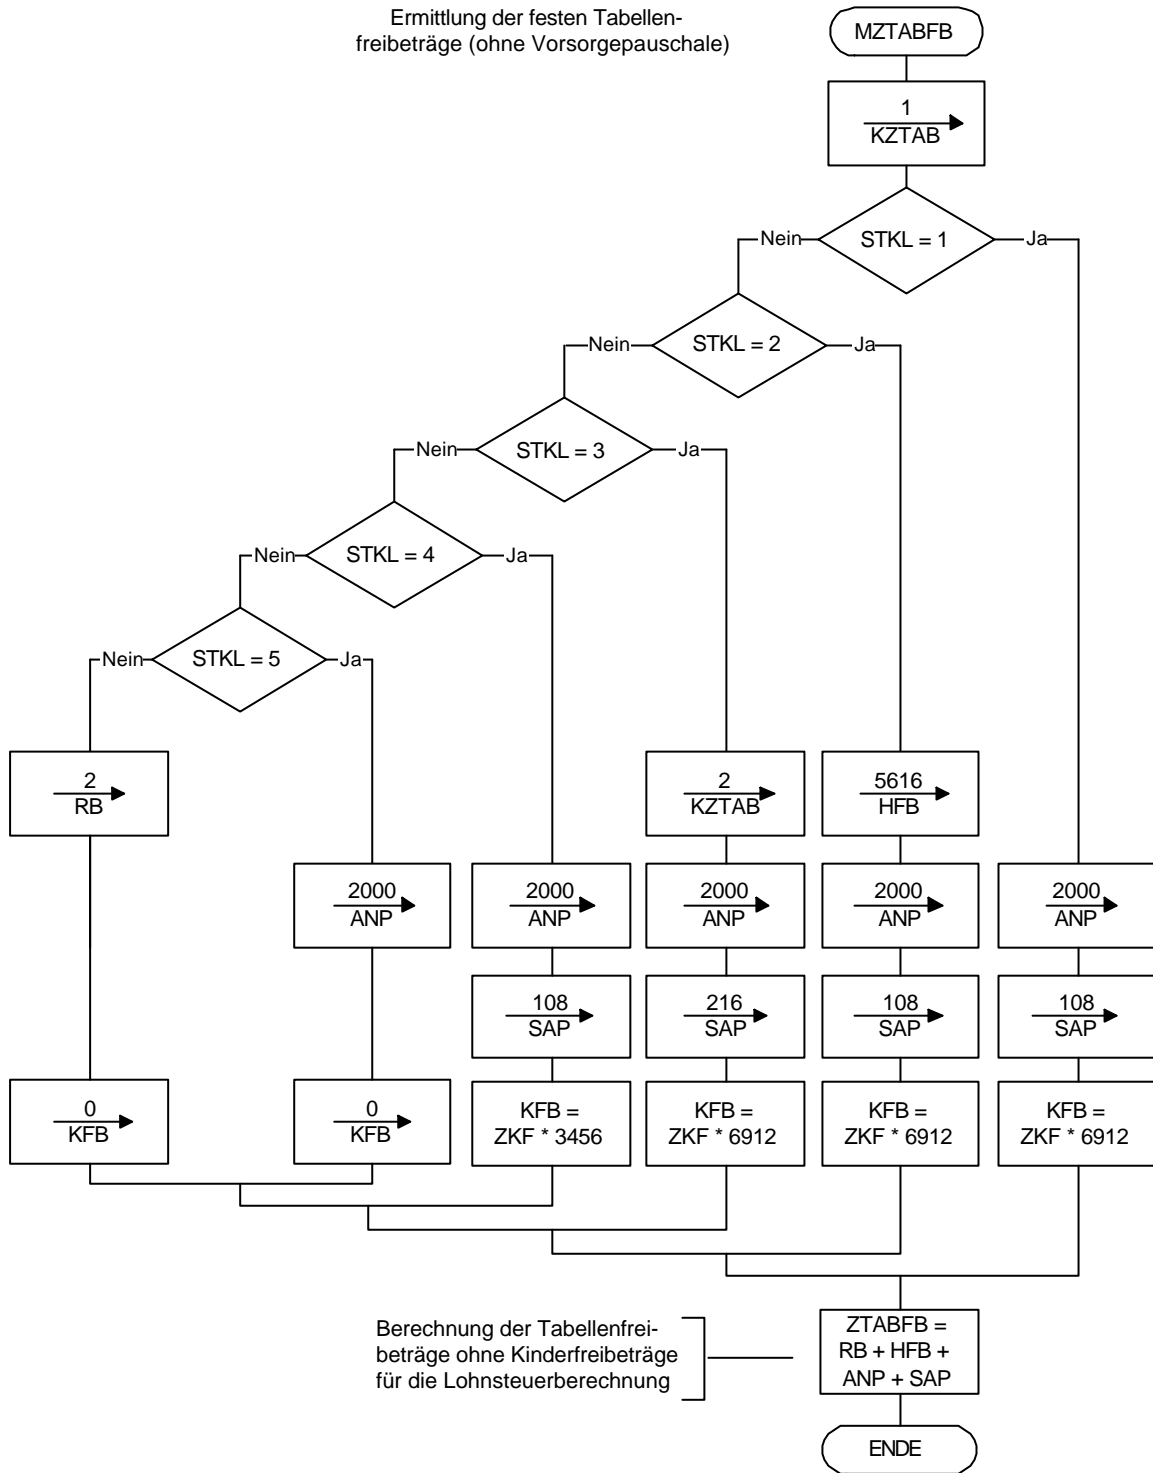 Ermittlung der festen Tabellen-
freibeträge (ohne Vorsorgepauschale)
MZTABFB
1
KZTAB
Nein
STKL = 1
Ja
Nein
STKL = 2
Ja
Nein
STKL = 3
Ja
Nein
STKL = 4
Ja
Nein
STKL = 5
Ja
2
RB
2
KZTAB
5616
HFB
2000
ANP
2000
ANP
2000
ANP
2000
ANP
2000
ANP
108
SAP
216
SAP
108
SAP
108
SAP
0
KFB
0
KFB
KFB =
ZKF * 3456
KFB =
ZKF * 6912
KFB =
ZKF * 6912
KFB =
ZKF * 6912
Berechnung der Tabellenfrei-
beträge ohne Kinderfreibeträge
für die Lohnsteuerberechnung
ZTABFB =
RB + HFB +
ANP + SAP
ENDE